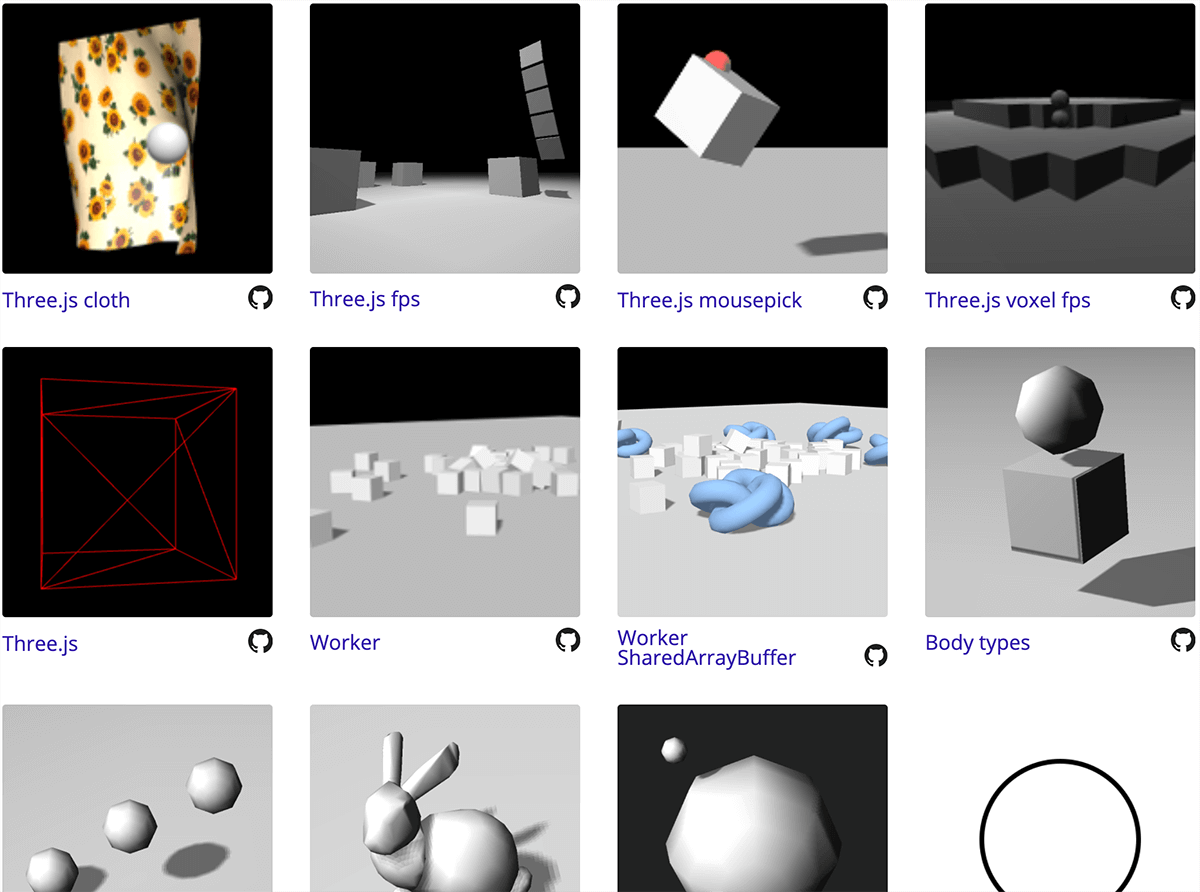 Three.js cloth
Three.js fps
Three.js mousepick
Three.js voxel fps
Three.js
Worker
Worker
SharedArrayBuffer
Body types